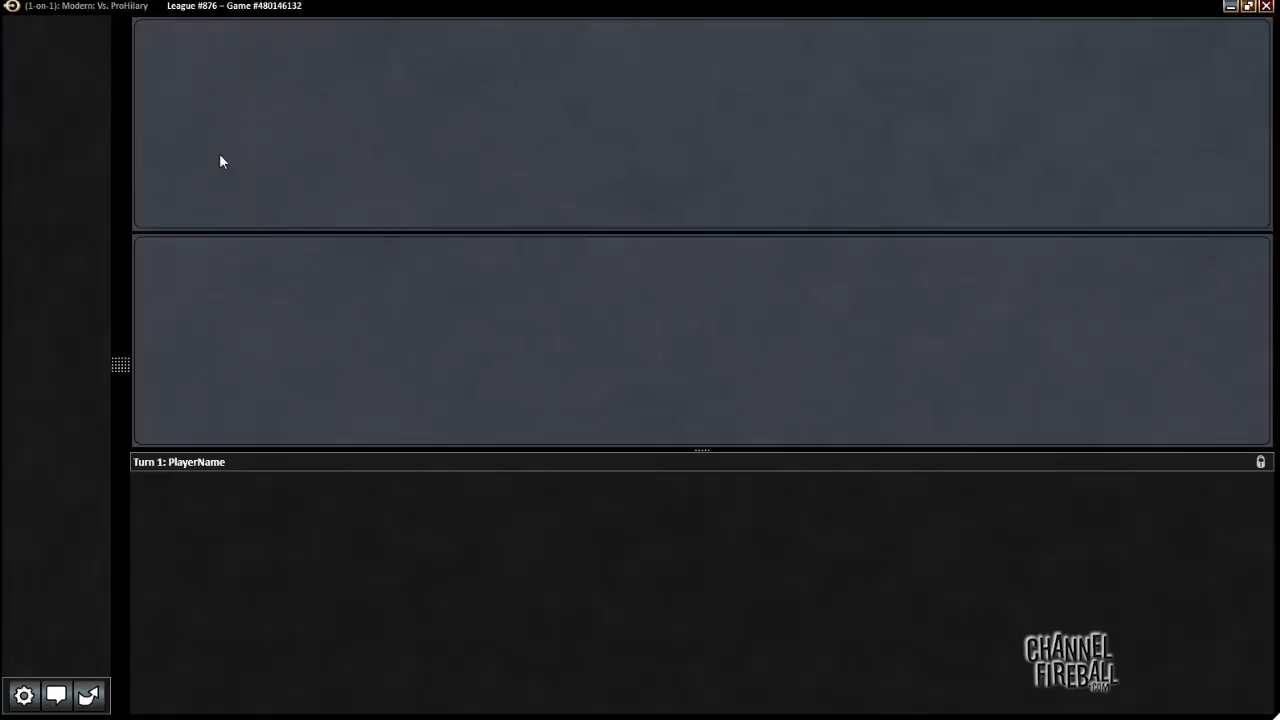 (1-on-1): Modern: Vs. ProHilary League #876 – Game #480146132
Turn 1: PlayerName
CHANNEL
FIREBALL
.COM